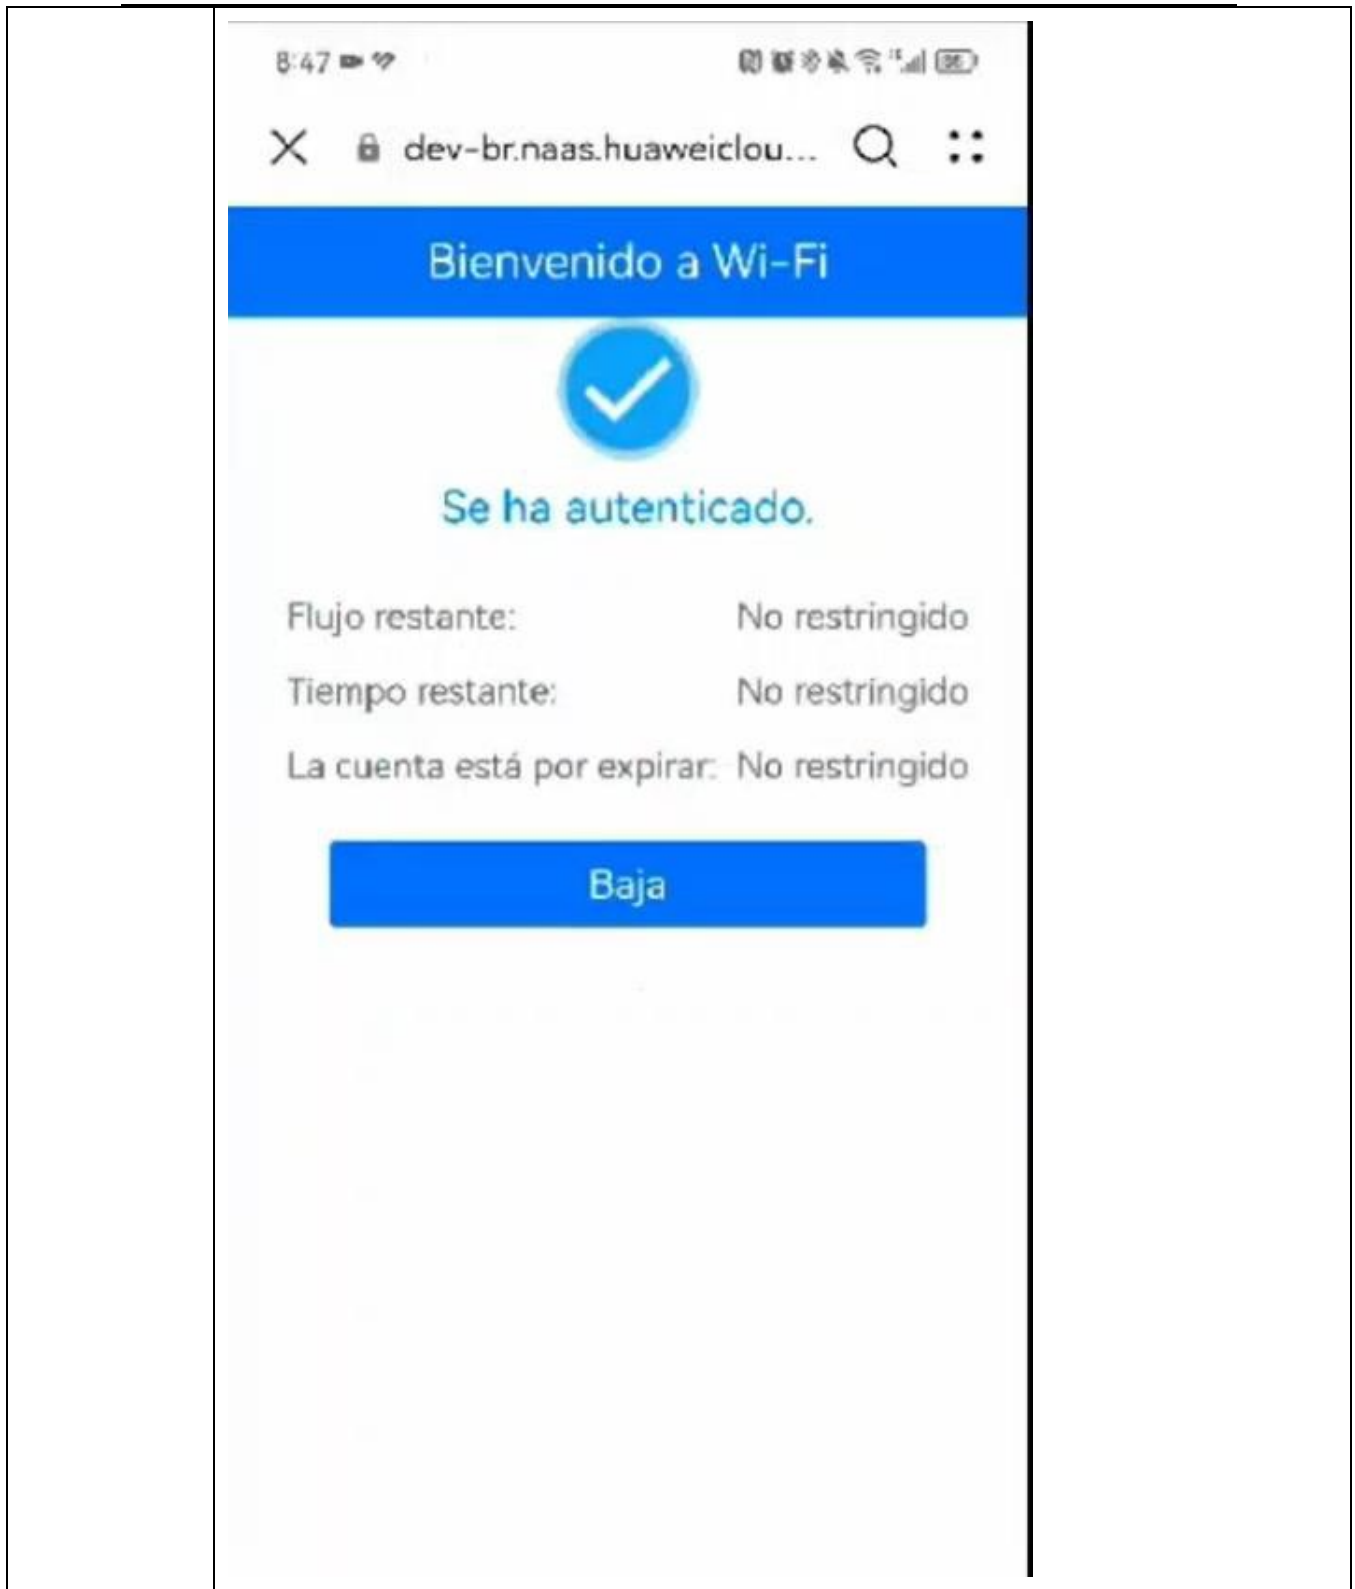 8:47
dev-br.naas.huaweiclou...
Bienvenido a Wi-Fi
Se ha autenticado.
Flujo restante: No restringido
Tiempo restante: No restringido
La cuenta está por expirar: No restringido
Baja